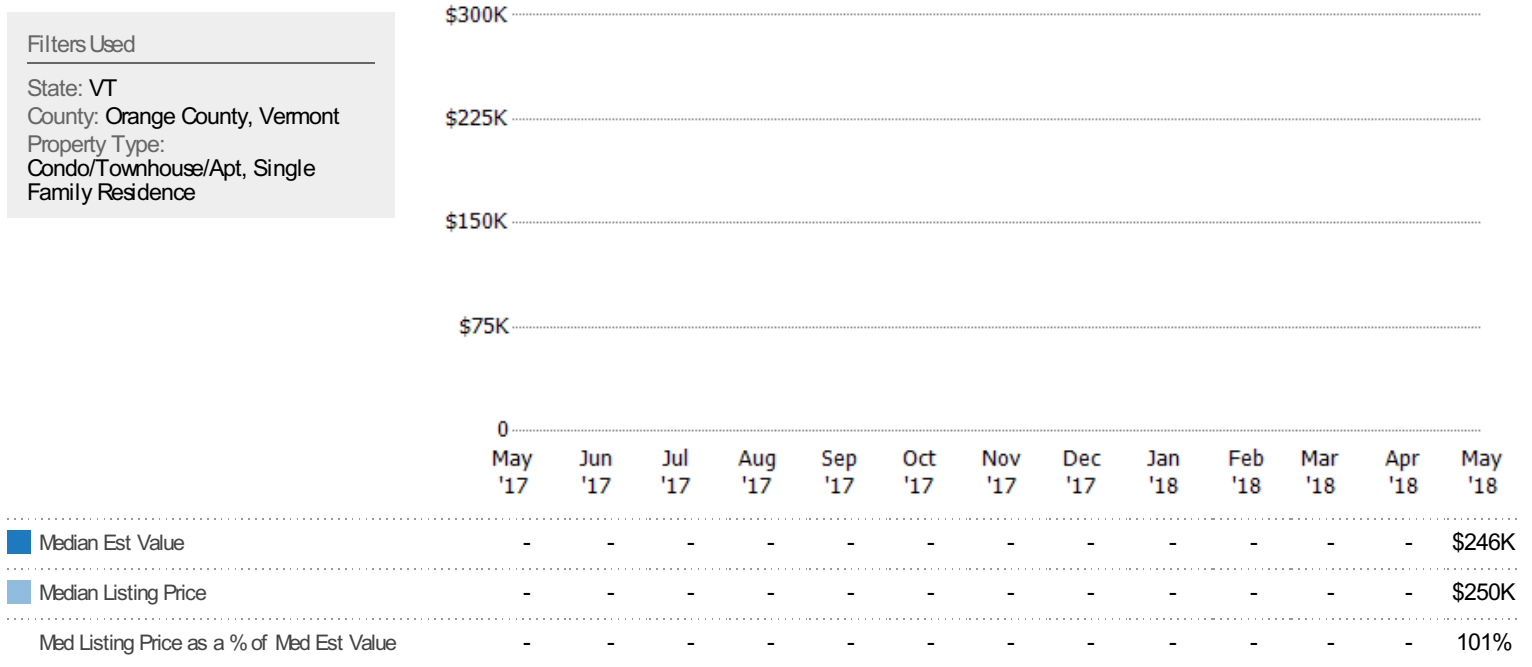 Filters Used
State: VT
County: Orange County, Vermont
Property Type:
Condo/Townhouse/Apt, Single
Family Residence
$300K
$225K
$150K
$75K
0
May Jun Jul Aug Sep Oct Nov Dec Jan Feb Mar Apr May
'17 '17 '17 '17 '17 '17 '17 '17 '18 '18 '18 '18 '18
Median Est Value - - - - - - - - - - - - $246K
Median Listing Price - - - - - - - - - - - - $250K
Med Listing Price as a % of Med Est Value - - - - - - - - - - - - 101%